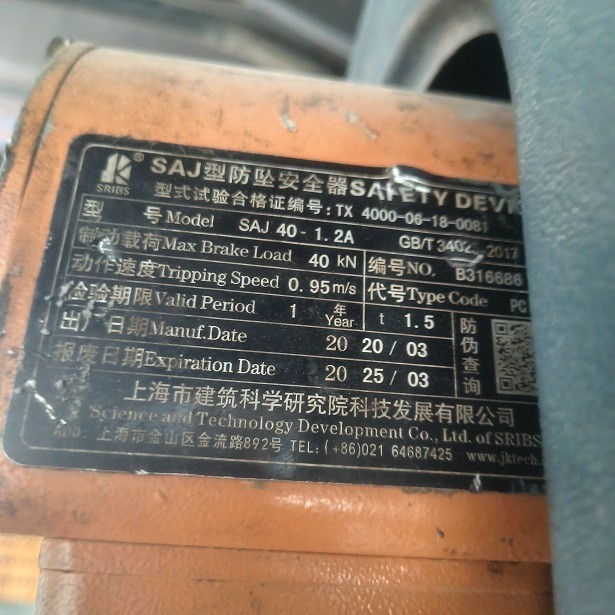 SRIBS
®
SAJ型防坠安全器SAFETY DEVI
型式试验合格证编号: TX 4000-06-18-0081
型 号Model SAJ 40-1.2A GB/T 2017
制动载荷Max Brake Load 40 kN 编号NO. B316686
动作速度Tripping Speed 0.95m/s 代号Type Code PC
检验期限Valid Period 1 年Year t 1.5 防伪查询
出厂日期Manuf.Date 2020/03
报废日期Expiration Date 2025/03
上海市建筑科学研究院科技发展有限公司
Science and Technology Development Co., Ltd. of SRIBS
ADD: 上海市金山区金流路892号 TEL: (+86)021 64687425 www.jktech.